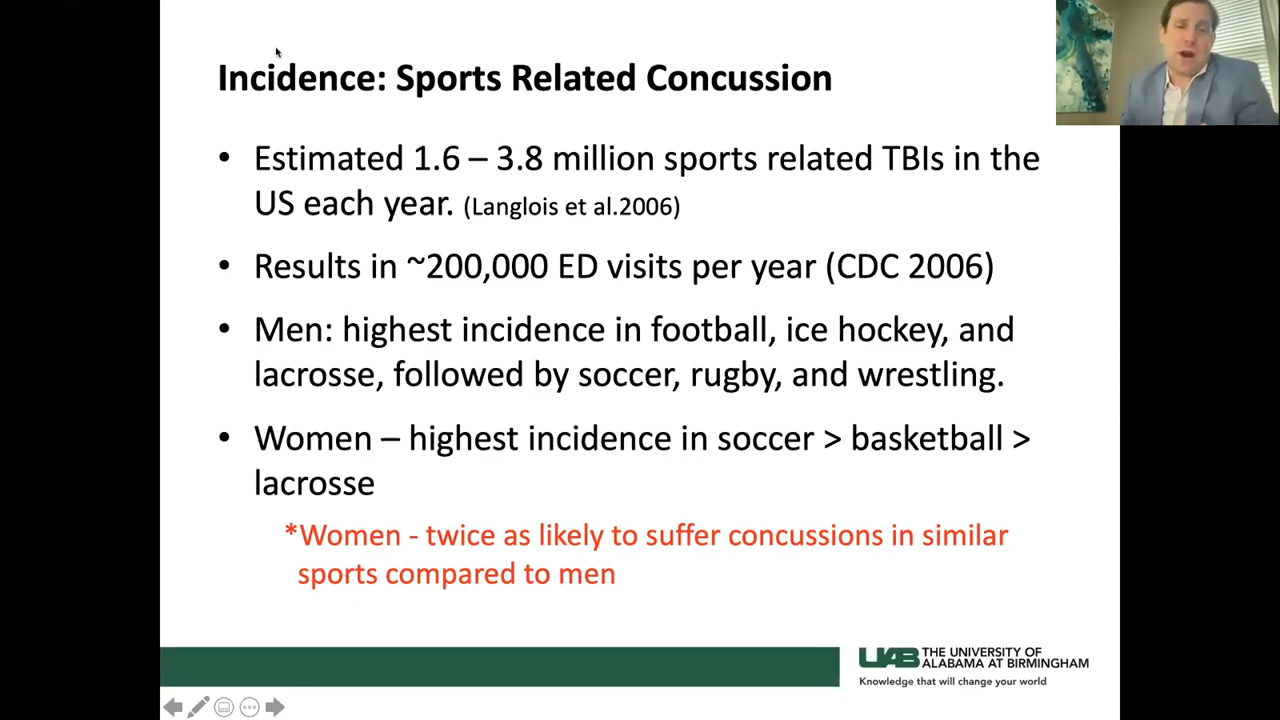 Incidence: Sports Related Concussion
• Estimated 1.6 – 3.8 million sports related TBIs in the
US each year. (Langlois et al.2006)
• Results in ~200,000 ED visits per year (CDC 2006)
• Men: highest incidence in football, ice hockey, and
lacrosse, followed by soccer, rugby, and wrestling.
• Women – highest incidence in soccer > basketball >
lacrosse
*Women - twice as likely to suffer concussions in similar
sports compared to men
UAB THE UNIVERSITY OF
ALABAMA AT BIRMINGHAM
Knowledge that will change your world